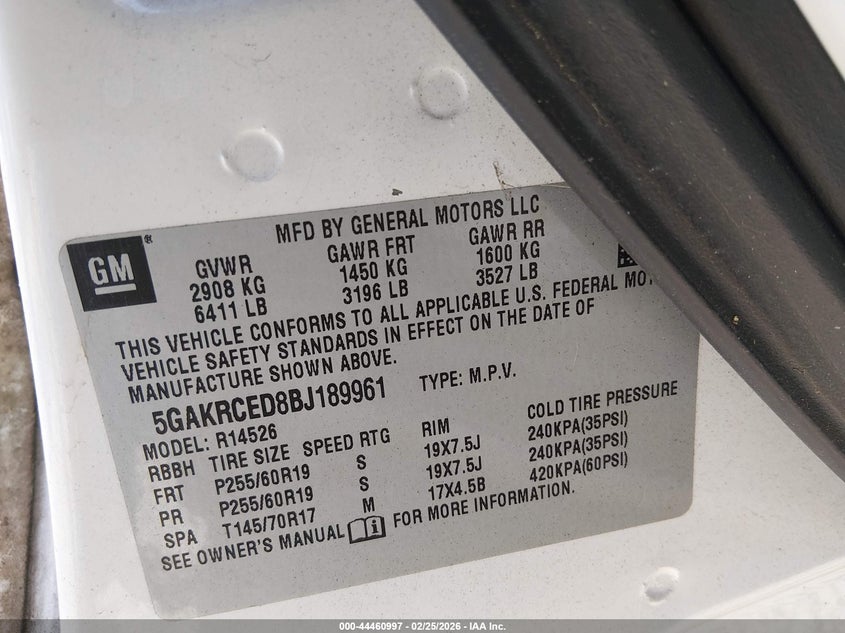 MFD BY GENERAL MOTORS LLC
GM®
GVWR GAWR FRT GAWR RR
2908 KG 1450 KG 1600 KG
6411 LB 3196 LB 3527 LB
THIS VEHICLE CONFORMS TO ALL APPLICABLE U.S. FEDERAL
VEHICLE SAFETY STANDARDS IN EFFECT ON THE DATE OF
MANUFACTURE SHOWN ABOVE.
5GAKRCED8BJ189961 TYPE: M.P.V.
MODEL: R14526
RBBH TIRE SIZE SPEED RTG RIM COLD TIRE PRESSURE
FRT P255/60R19 S 19X7.5J 240KPA(35PSI)
PR P255/60R19 S 19X7.5J 240KPA(35PSI)
SPA T145/70R17 M 17X4.5B 420KPA(60PSI)
SEE OWNER'S MANUAL FOR MORE INFORMATION.
000-44460997 - 02/25/2026 - IAA Inc.